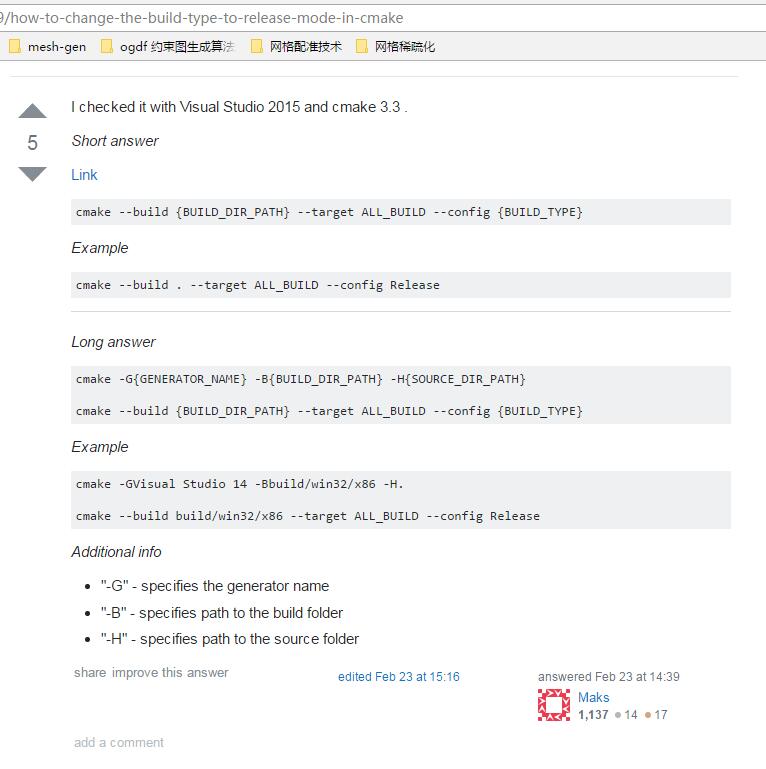 9/how-to-change-the-build-type-to-release-mode-in-cmake
mesh-gen ogdf 约束图生成算法 网格配准技术 网格稀疏化
I checked it with Visual Studio 2015 and cmake 3.3 .
5
Short answer
Link
cmake --build {BUILD_DIR_PATH} --target ALL_BUILD --config {BUILD_TYPE}
Example
cmake --build . --target ALL_BUILD --config Release
Long answer
cmake -G{GENERATOR_NAME} -B{BUILD_DIR_PATH} -H{SOURCE_DIR_PATH}
cmake --build {BUILD_DIR_PATH} --target ALL_BUILD --config {BUILD_TYPE}
Example
cmake -GVisual Studio 14 -Bbuild/win32/x86 -H.
cmake --build build/win32/x86 --target ALL_BUILD --config Release
Additional info
"-G" - specifies the generator name
"-B" - specifies path to the build folder
"-H" - specifies path to the source folder
share improve this answer edited Feb 23 at 15:16 answered Feb 23 at 14:39
Maks
1,137 14 17
add a comment